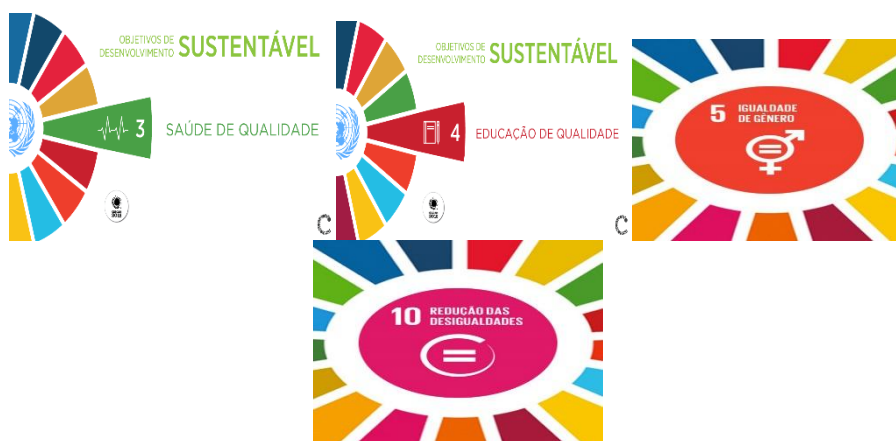 OBJETIVOS DE
DESENVOLVIMENTO SUSTENTÁVEL
3 SAÚDE DE QUALIDADE
C
OBJETIVOS DE
DESENVOLVIMENTO SUSTENTÁVEL
4 EDUCAÇÃO DE QUALIDADE
C
5 IGUALDADE
DE GÉNERO
10 REDUÇÃO DAS
DESIGUALDADES